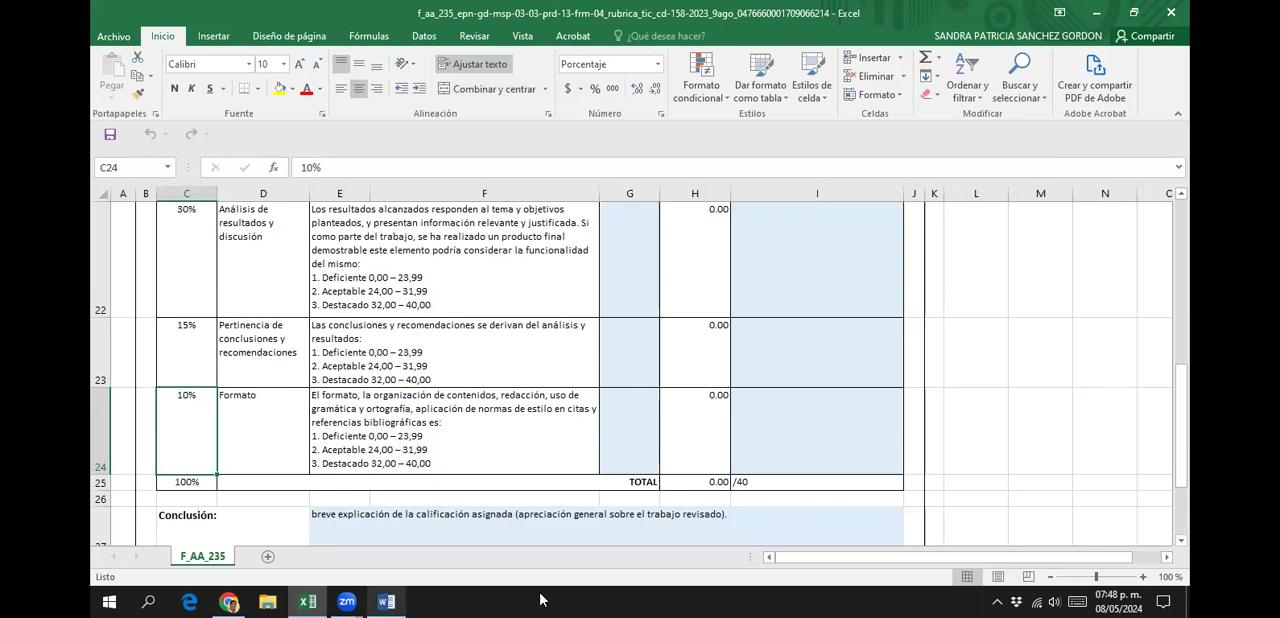 f_aa_235_epn-gd-msp-03-03-prd-13-frm-04_rubrica_tic_cd-158-2023_9ago_0476660001709066214 - Excel
Archivo Inicio Insertar Diseño de página Fórmulas Datos Revisar Vista Acrobat ¿Qué desea hacer? SANDRA PATRICIA SANCHEZ GORDON Compartir
Pegar
Calibri 10
N K S
Ajustar texto
Combinar y centrar
Porcentaje
$ % 000
Formato condicional
Dar formato como tabla
Estilos de celda
Insertar
Eliminar
Formato
Ordenar y filtrar
Buscar y seleccionar
Crear y compartir PDF de Adobe
Portapapeles Fuente Alineación Número Estilos Celdas Modificar Adobe Acrobat
C24 fx 10%
A B C D E F G H I J K L M N
30% Análisis de resultados y discusión
Los resultados alcanzados responden al tema y objetivos
planteados, y presentan información relevante y justificada. Si
como parte del trabajo, se ha realizado un producto final
demostrable este elemento podría considerar la funcionalidad
del mismo:
1. Deficiente 0,00 – 23,99
2. Aceptable 24,00 – 31,99
3. Destacado 32,00 – 40,00
0.00
22
15% Pertinencia de conclusiones y recomendaciones
Las conclusiones y recomendaciones se derivan del análisis y
resultados:
1. Deficiente 0,00 – 23,99
2. Aceptable 24,00 – 31,99
3. Destacado 32,00 – 40,00
0.00
23
10% Formato
El formato, la organización de contenidos, redacción, uso de
gramática y ortografía, aplicación de normas de estilo en citas y
referencias bibliográficas es:
1. Deficiente 0,00 – 23,99
2. Aceptable 24,00 – 31,99
3. Destacado 32,00 – 40,00
0.00
24
25 100% TOTAL 0.00 /40
26
Conclusión: breve explicación de la calificación asignada (apreciación general sobre el trabajo revisado).
F_AA_235
Listo 100 %
07:48 p. m.
08/05/2024